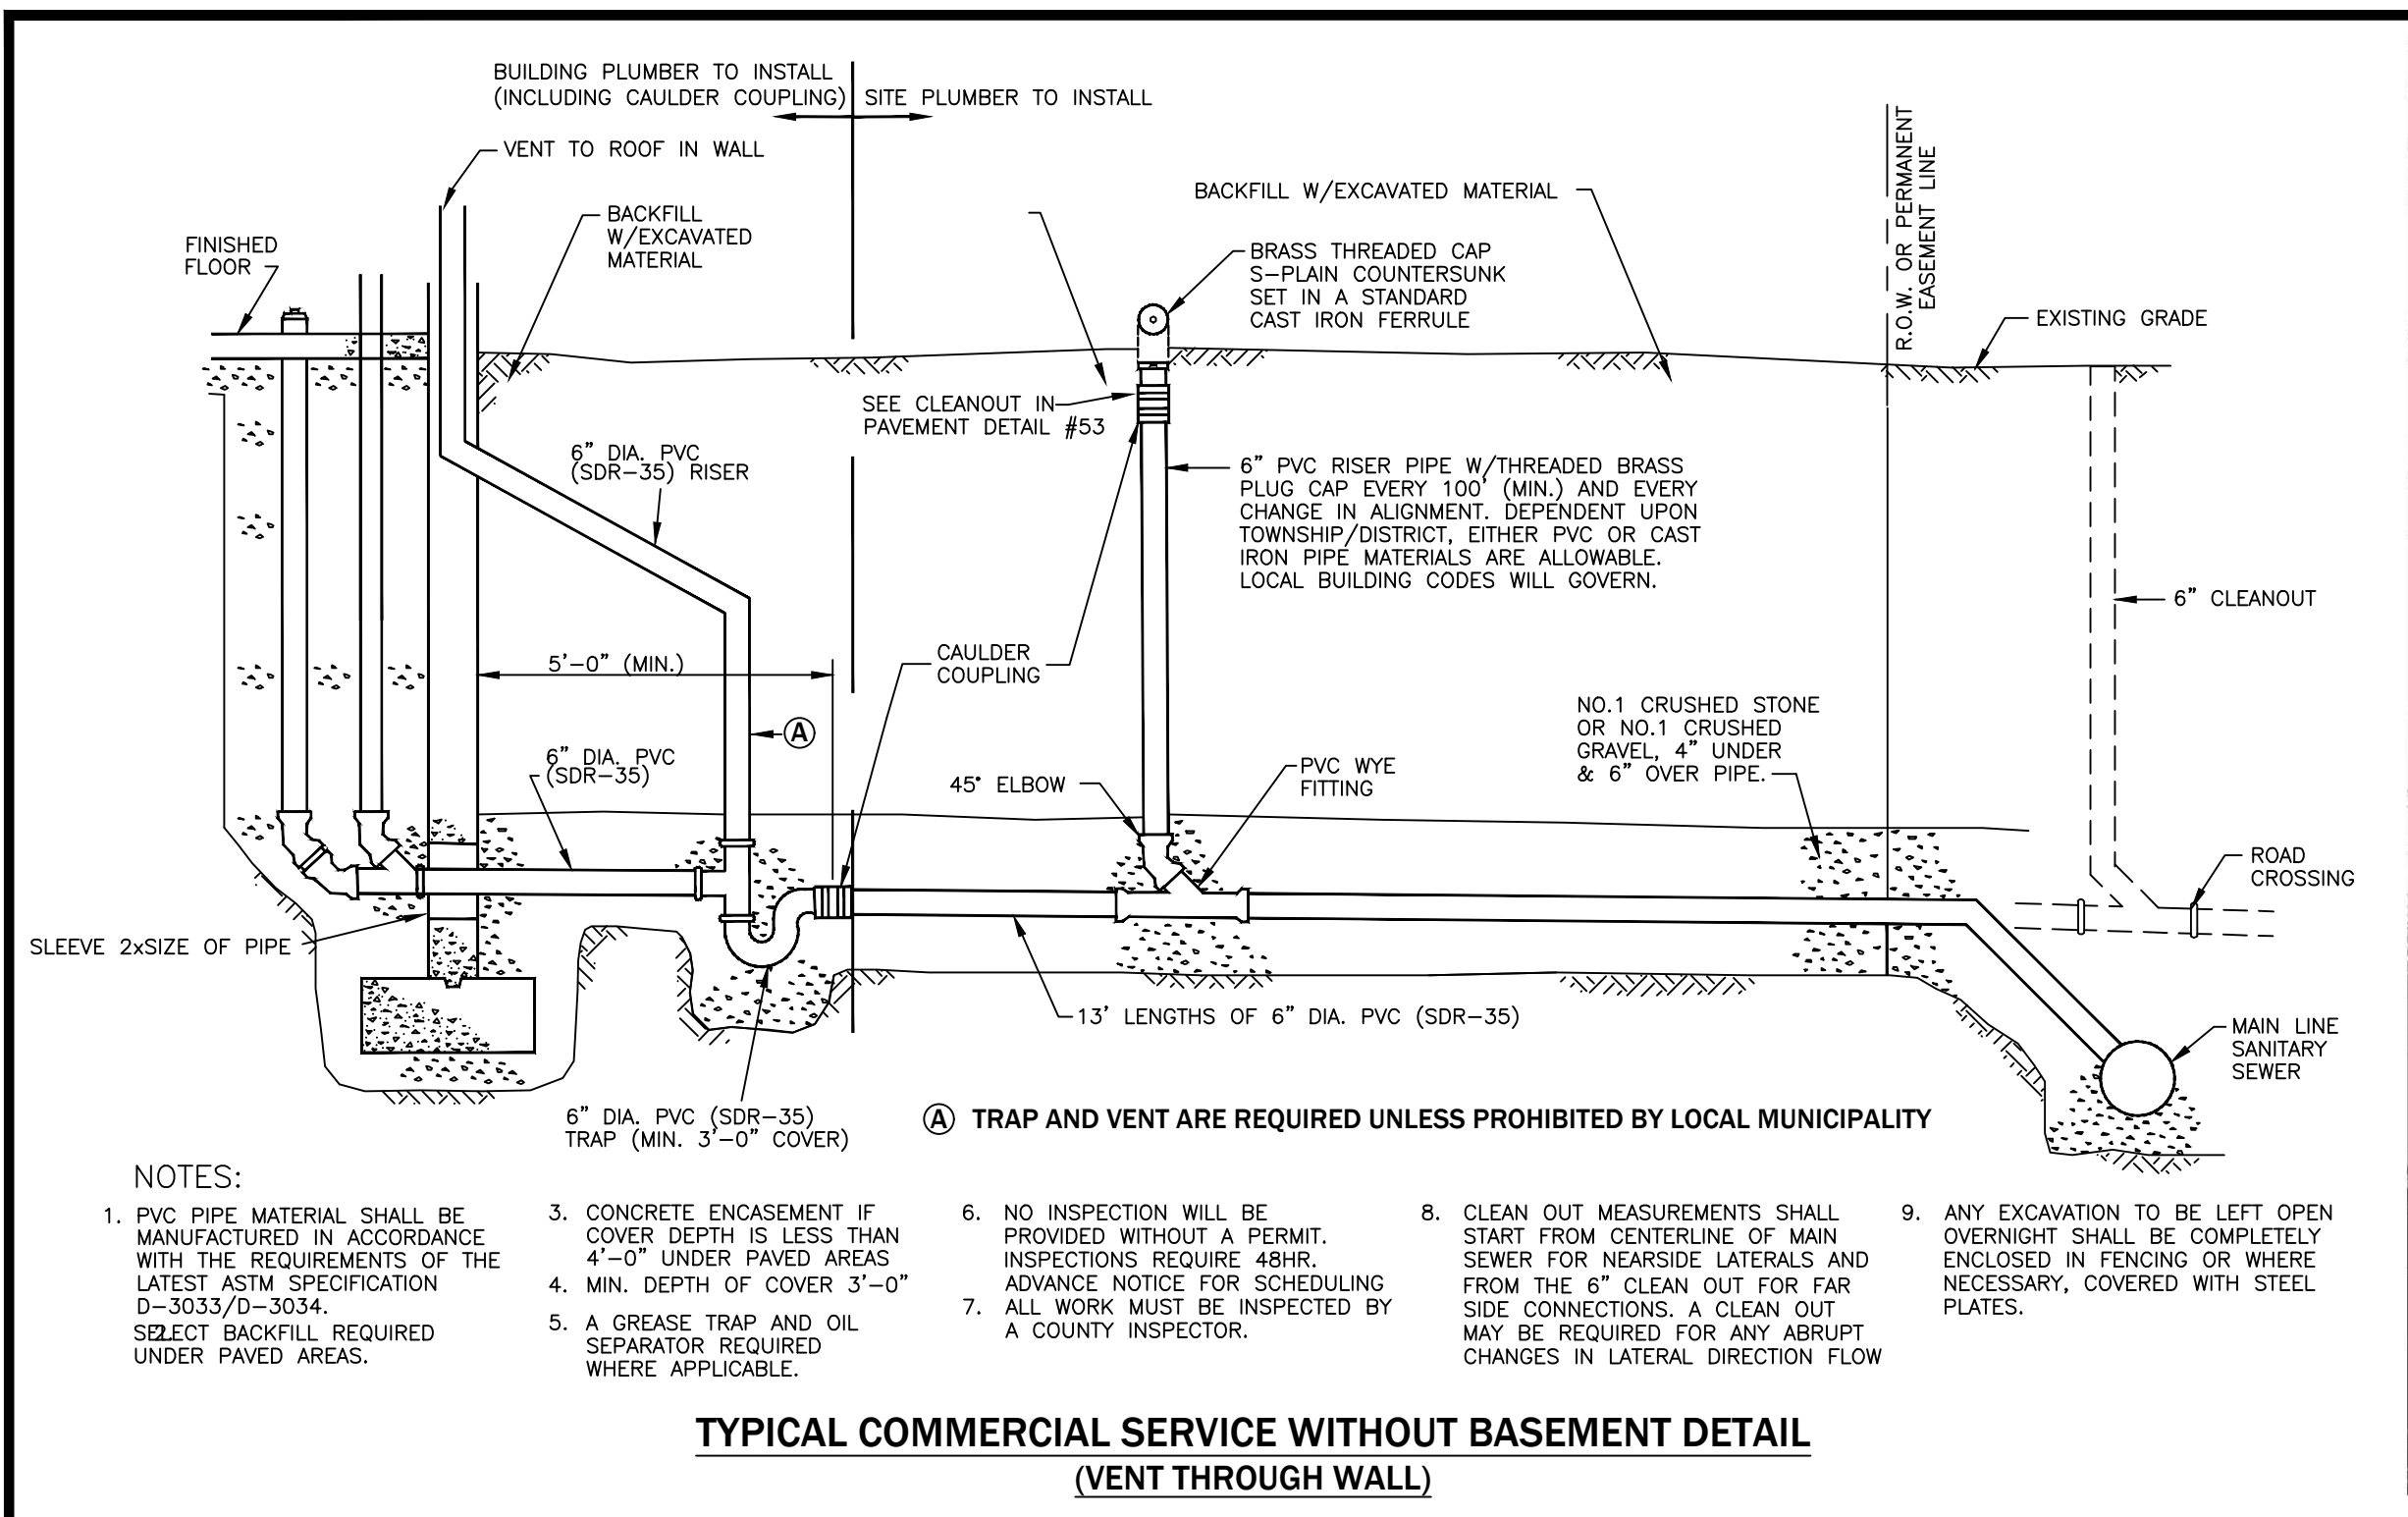 BUILDING PLUMBER TO INSTALL
(INCLUDING CAULDER COUPLING)
SITE PLUMBER TO INSTALL
VENT TO ROOF IN WALL
BACKFILL
W/EXCAVATED
MATERIAL
FINISHED
FLOOR
BACKFILL W/EXCAVATED MATERIAL
BRASS THREADED CAP
S-PLAIN COUNTERSUNK
SET IN A STANDARD
CAST IRON FERRULE
R.O.W. OR PERMANENT
EASEMENT LINE
EXISTING GRADE
SEE CLEANOUT IN
PAVEMENT DETAIL #53
6" DIA. PVC
(SDR-35) RISER
6" PVC RISER PIPE W/THREADED BRASS
PLUG CAP EVERY 100' (MIN.) AND EVERY
CHANGE IN ALIGNMENT. DEPENDENT UPON
TOWNSHIP/DISTRICT, EITHER PVC OR CAST
IRON PIPE MATERIALS ARE ALLOWABLE.
LOCAL BUILDING CODES WILL GOVERN.
6" CLEANOUT
5'-0" (MIN.)
CAULDER
COUPLING
A
6" DIA. PVC
(SDR-35)
45° ELBOW
PVC WYE
FITTING
NO.1 CRUSHED STONE
OR NO.1 CRUSHED
GRAVEL, 4" UNDER
& 6" OVER PIPE.
ROAD
CROSSING
SLEEVE 2xSIZE OF PIPE
13' LENGTHS OF 6" DIA. PVC (SDR-35)
MAIN LINE
SANITARY
SEWER
6" DIA. PVC (SDR-35)
TRAP (MIN. 3'-0" COVER)
A TRAP AND VENT ARE REQUIRED UNLESS PROHIBITED BY LOCAL MUNICIPALITY
NOTES:
1. PVC PIPE MATERIAL SHALL BE
MANUFACTURED IN ACCORDANCE
WITH THE REQUIREMENTS OF THE
LATEST ASTM SPECIFICATION
D-3033/D-3034.
2. SELECT BACKFILL REQUIRED
UNDER PAVED AREAS.
3. CONCRETE ENCASEMENT IF
COVER DEPTH IS LESS THAN
4'-0" UNDER PAVED AREAS
4. MIN. DEPTH OF COVER 3'-0"
5. A GREASE TRAP AND OIL
SEPARATOR REQUIRED
WHERE APPLICABLE.
6. NO INSPECTION WILL BE
PROVIDED WITHOUT A PERMIT.
INSPECTIONS REQUIRE 48HR.
ADVANCE NOTICE FOR SCHEDULING
7. ALL WORK MUST BE INSPECTED BY
A COUNTY INSPECTOR.
8. CLEAN OUT MEASUREMENTS SHALL
START FROM CENTERLINE OF MAIN
SEWER FOR NEARSIDE LATERALS AND
FROM THE 6" CLEAN OUT FOR FAR
SIDE CONNECTIONS. A CLEAN OUT
MAY BE REQUIRED FOR ANY ABRUPT
CHANGES IN LATERAL DIRECTION FLOW
9. ANY EXCAVATION TO BE LEFT OPEN
OVERNIGHT SHALL BE COMPLETELY
ENCLOSED IN FENCING OR WHERE
NECESSARY, COVERED WITH STEEL
PLATES.
TYPICAL COMMERCIAL SERVICE WITHOUT BASEMENT DETAIL
(VENT THROUGH WALL)